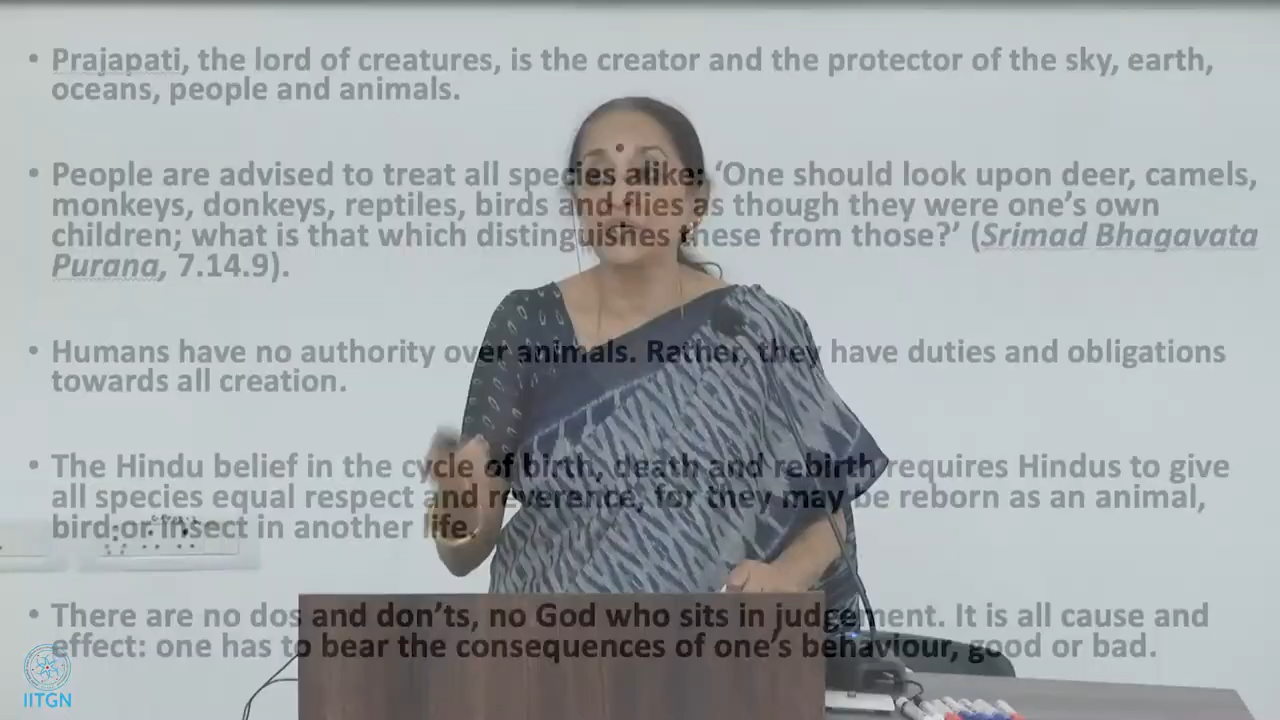 • Prajapati, the lord of creatures, is the creator and the protector of the sky, earth,
oceans, people and animals.
• People are advised to treat all species alike: ‘One should look upon deer, camels,
monkeys, donkeys, reptiles, birds and flies as though they were one’s own
children; what is that which distinguishes these from those?’ (Srimad Bhagavata
Purana, 7.14.9).
• Humans have no authority over animals. Rather, they have duties and obligations
towards all creation.
• The Hindu belief in the cycle of birth, death and rebirth requires Hindus to give
all species equal respect and reverence, for they may be reborn as an animal,
bird or insect in another life.
• There are no dos and don’ts, no God who sits in judgement. It is all cause and
effect: one has to bear the consequences of one’s behaviour, good or bad.
IITGN